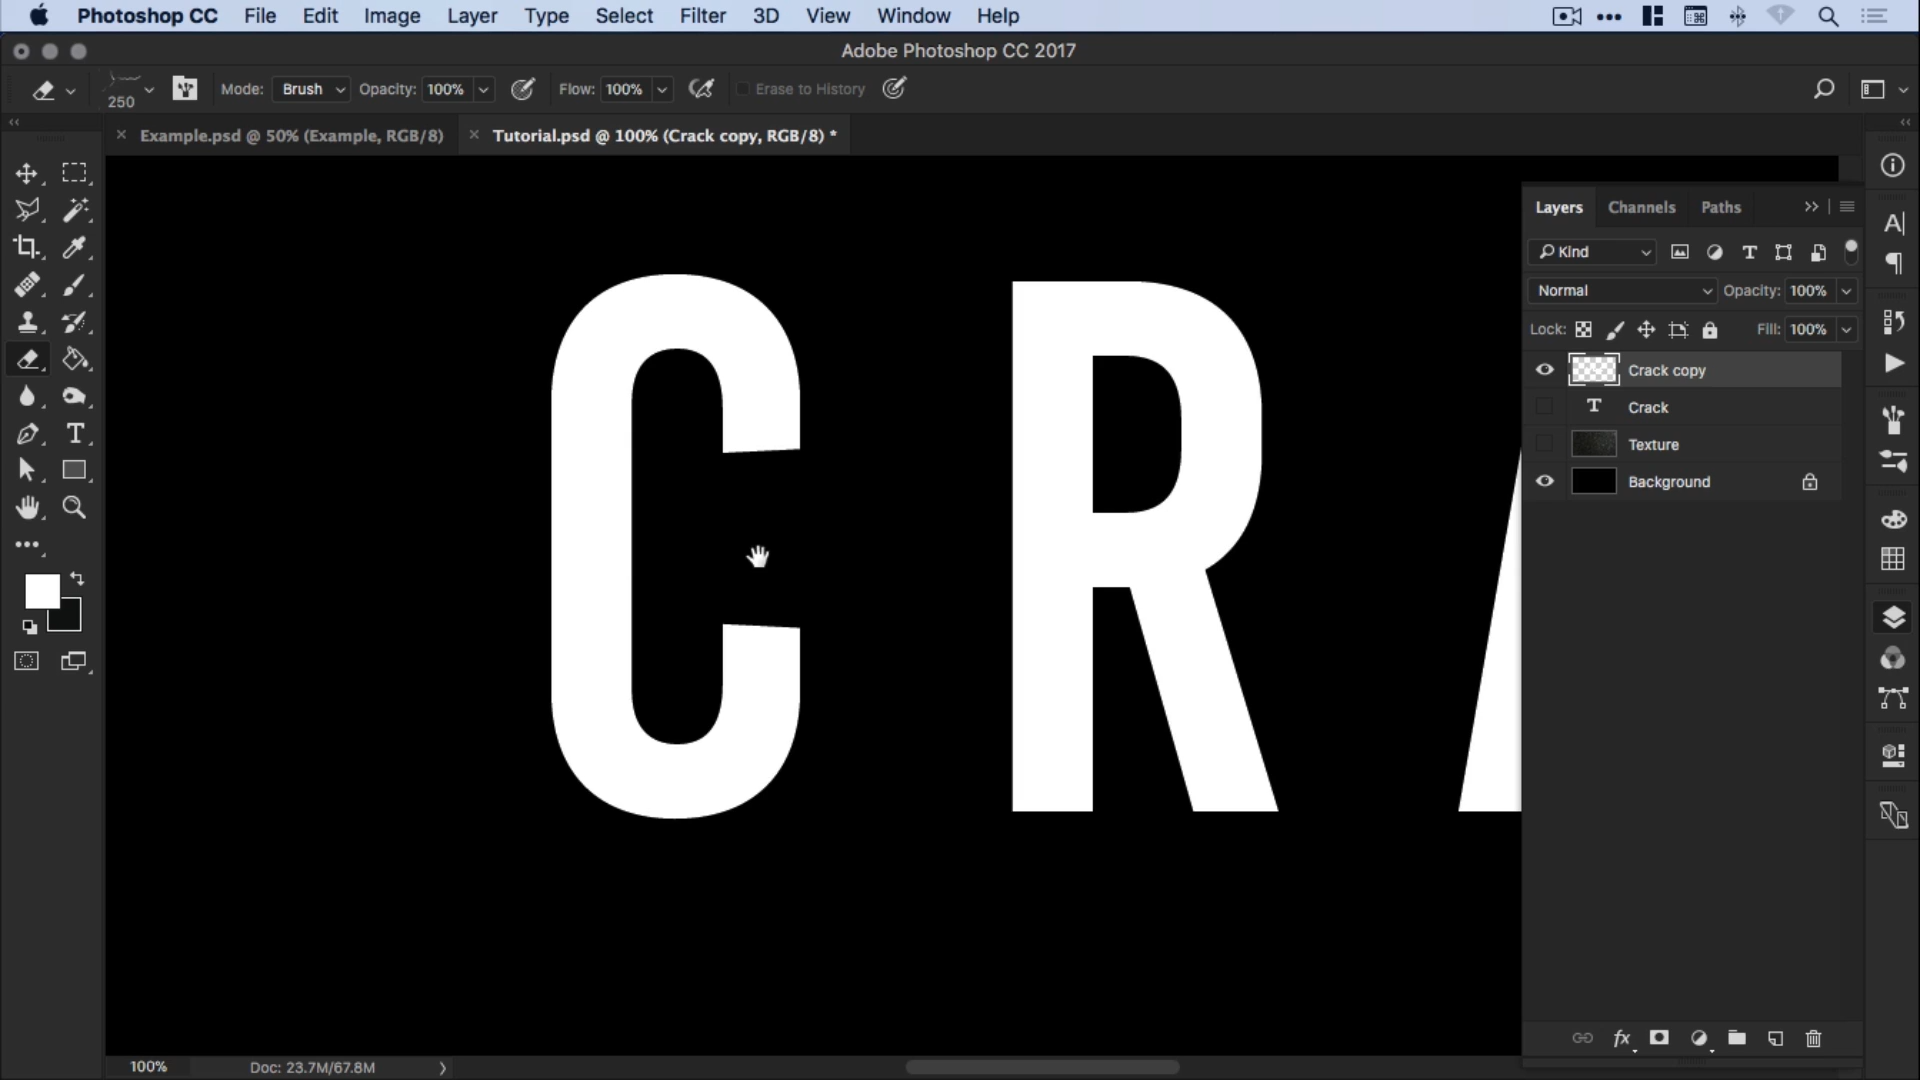 Photoshop CC File Edit Image Layer Type Select Filter 3D View Window Help
Adobe Photoshop CC 2017
250 Mode: Brush Opacity: 100% Flow: 100% Erase to History
Example.psd @ 50% (Example, RGB/8) Tutorial.psd @ 100% (Crack copy, RGB/8) *
Layers Channels Paths
Kind
Normal Opacity: 100%
Lock: Fill: 100%
Crack copy
Crack
Texture
Background
CRA
100% Doc: 23.7M/67.8M